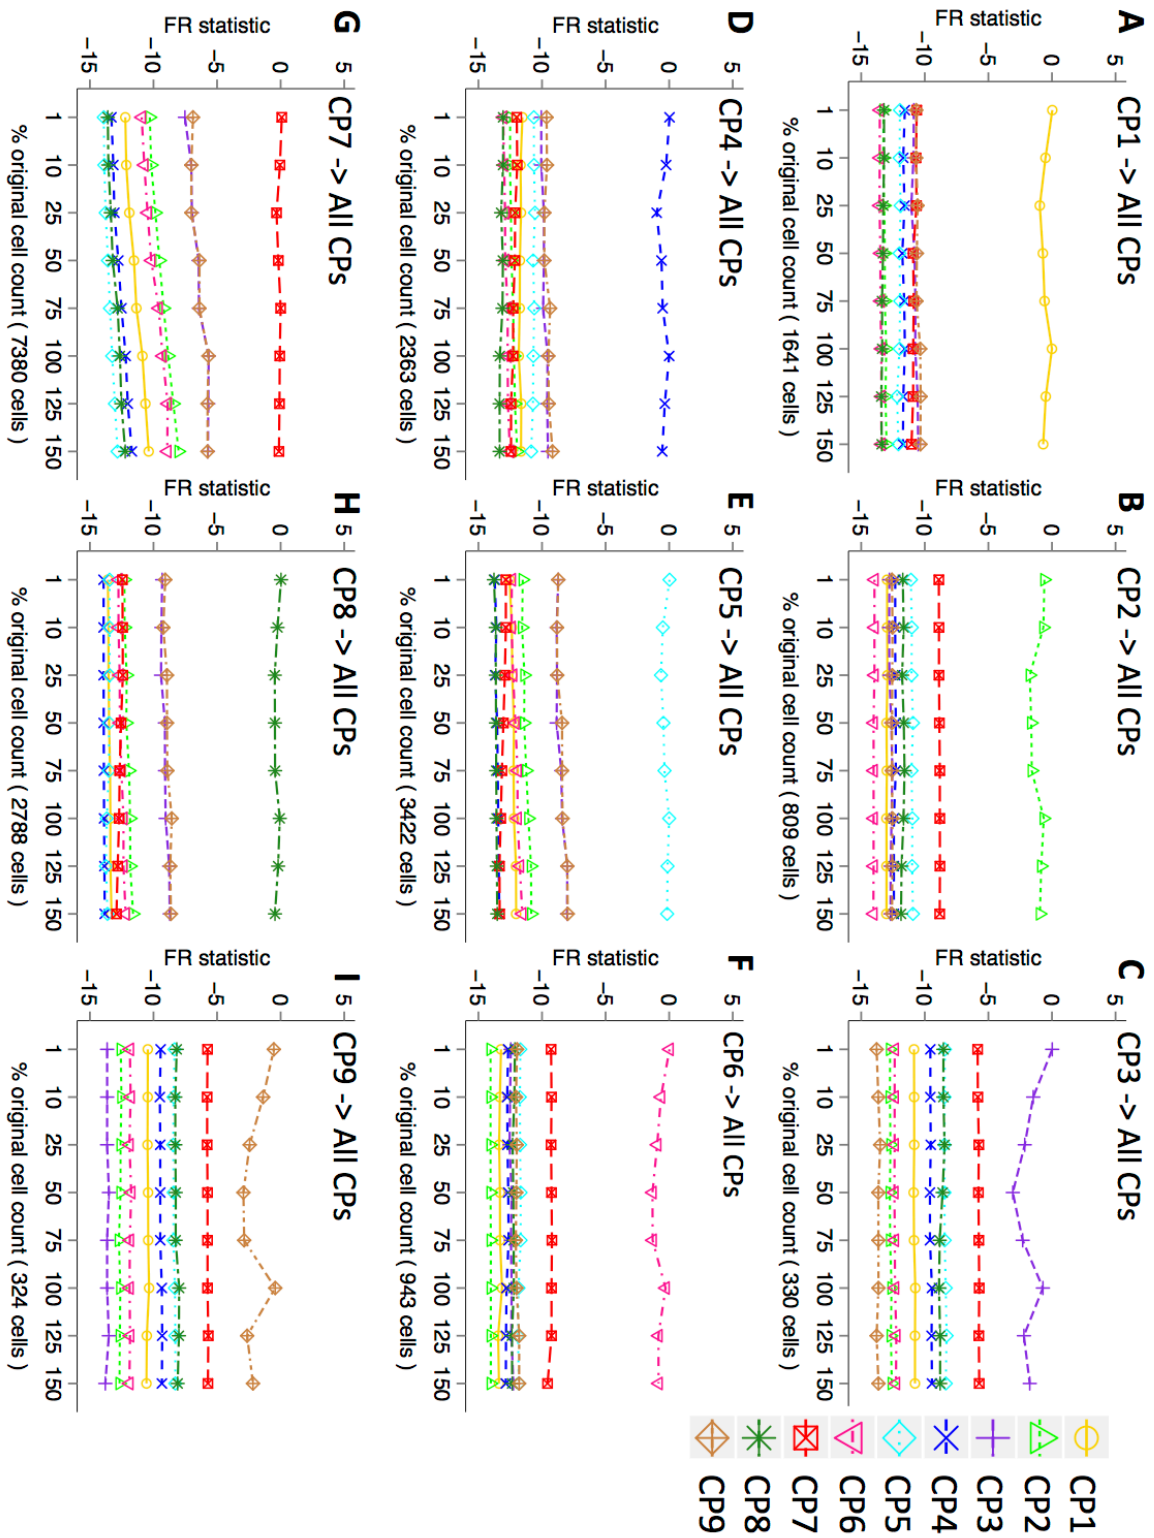 A
CP1 -> All CPs
FR statistic
5
0
−5
−10
−15
1 10 25 50 75 100 125 150
% original cell count ( 1641 cells )
B
CP2 -> All CPs
FR statistic
5
0
−5
−10
−15
1 10 25 50 75 100 125 150
% original cell count ( 809 cells )
C
CP3 -> All CPs
FR statistic
5
0
−5
−10
−15
1 10 25 50 75 100 125 150
% original cell count ( 330 cells )
D
CP4 -> All CPs
FR statistic
5
0
−5
−10
−15
1 10 25 50 75 100 125 150
% original cell count ( 2363 cells )
E
CP5 -> All CPs
FR statistic
5
0
−5
−10
−15
1 10 25 50 75 100 125 150
% original cell count ( 3422 cells )
F
CP6 -> All CPs
FR statistic
5
0
−5
−10
−15
1 10 25 50 75 100 125 150
% original cell count ( 943 cells )
G
CP7 -> All CPs
FR statistic
5
0
−5
−10
−15
1 10 25 50 75 100 125 150
% original cell count ( 7380 cells )
H
CP8 -> All CPs
FR statistic
5
0
−5
−10
−15
1 10 25 50 75 100 125 150
% original cell count ( 2788 cells )
I
CP9 -> All CPs
FR statistic
5
0
−5
−10
−15
1 10 25 50 75 100 125 150
% original cell count ( 324 cells )
CP1
CP2
CP3
CP4
CP5
CP6
CP7
CP8
CP9